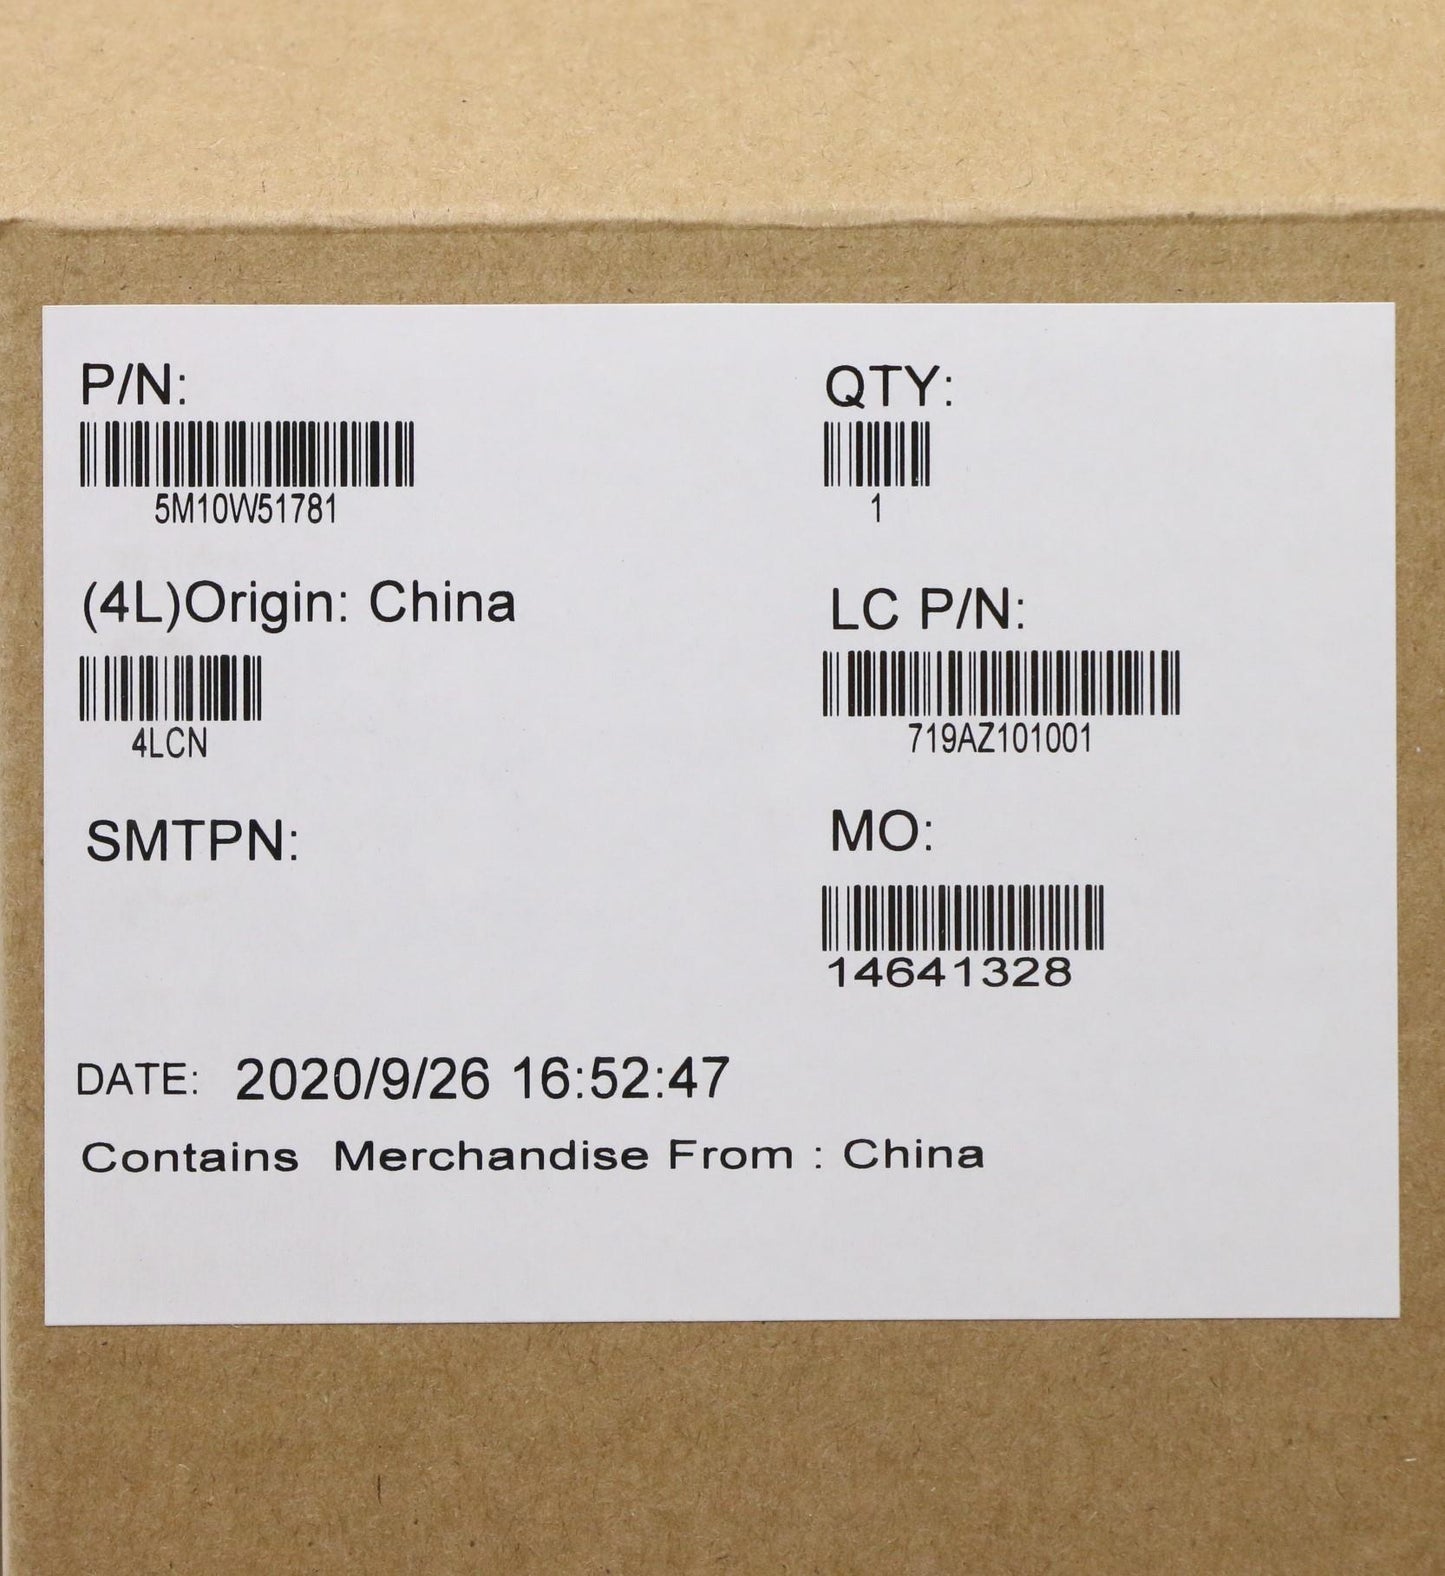 P/N:
5M10W51781
QTY:
1
(4L)Origin: China
4LCN
LC P/N:
719AZ101001
SMTPN:
MO:
14641328
DATE: 2020/9/26 16:52:47
Contains Merchandise From : China